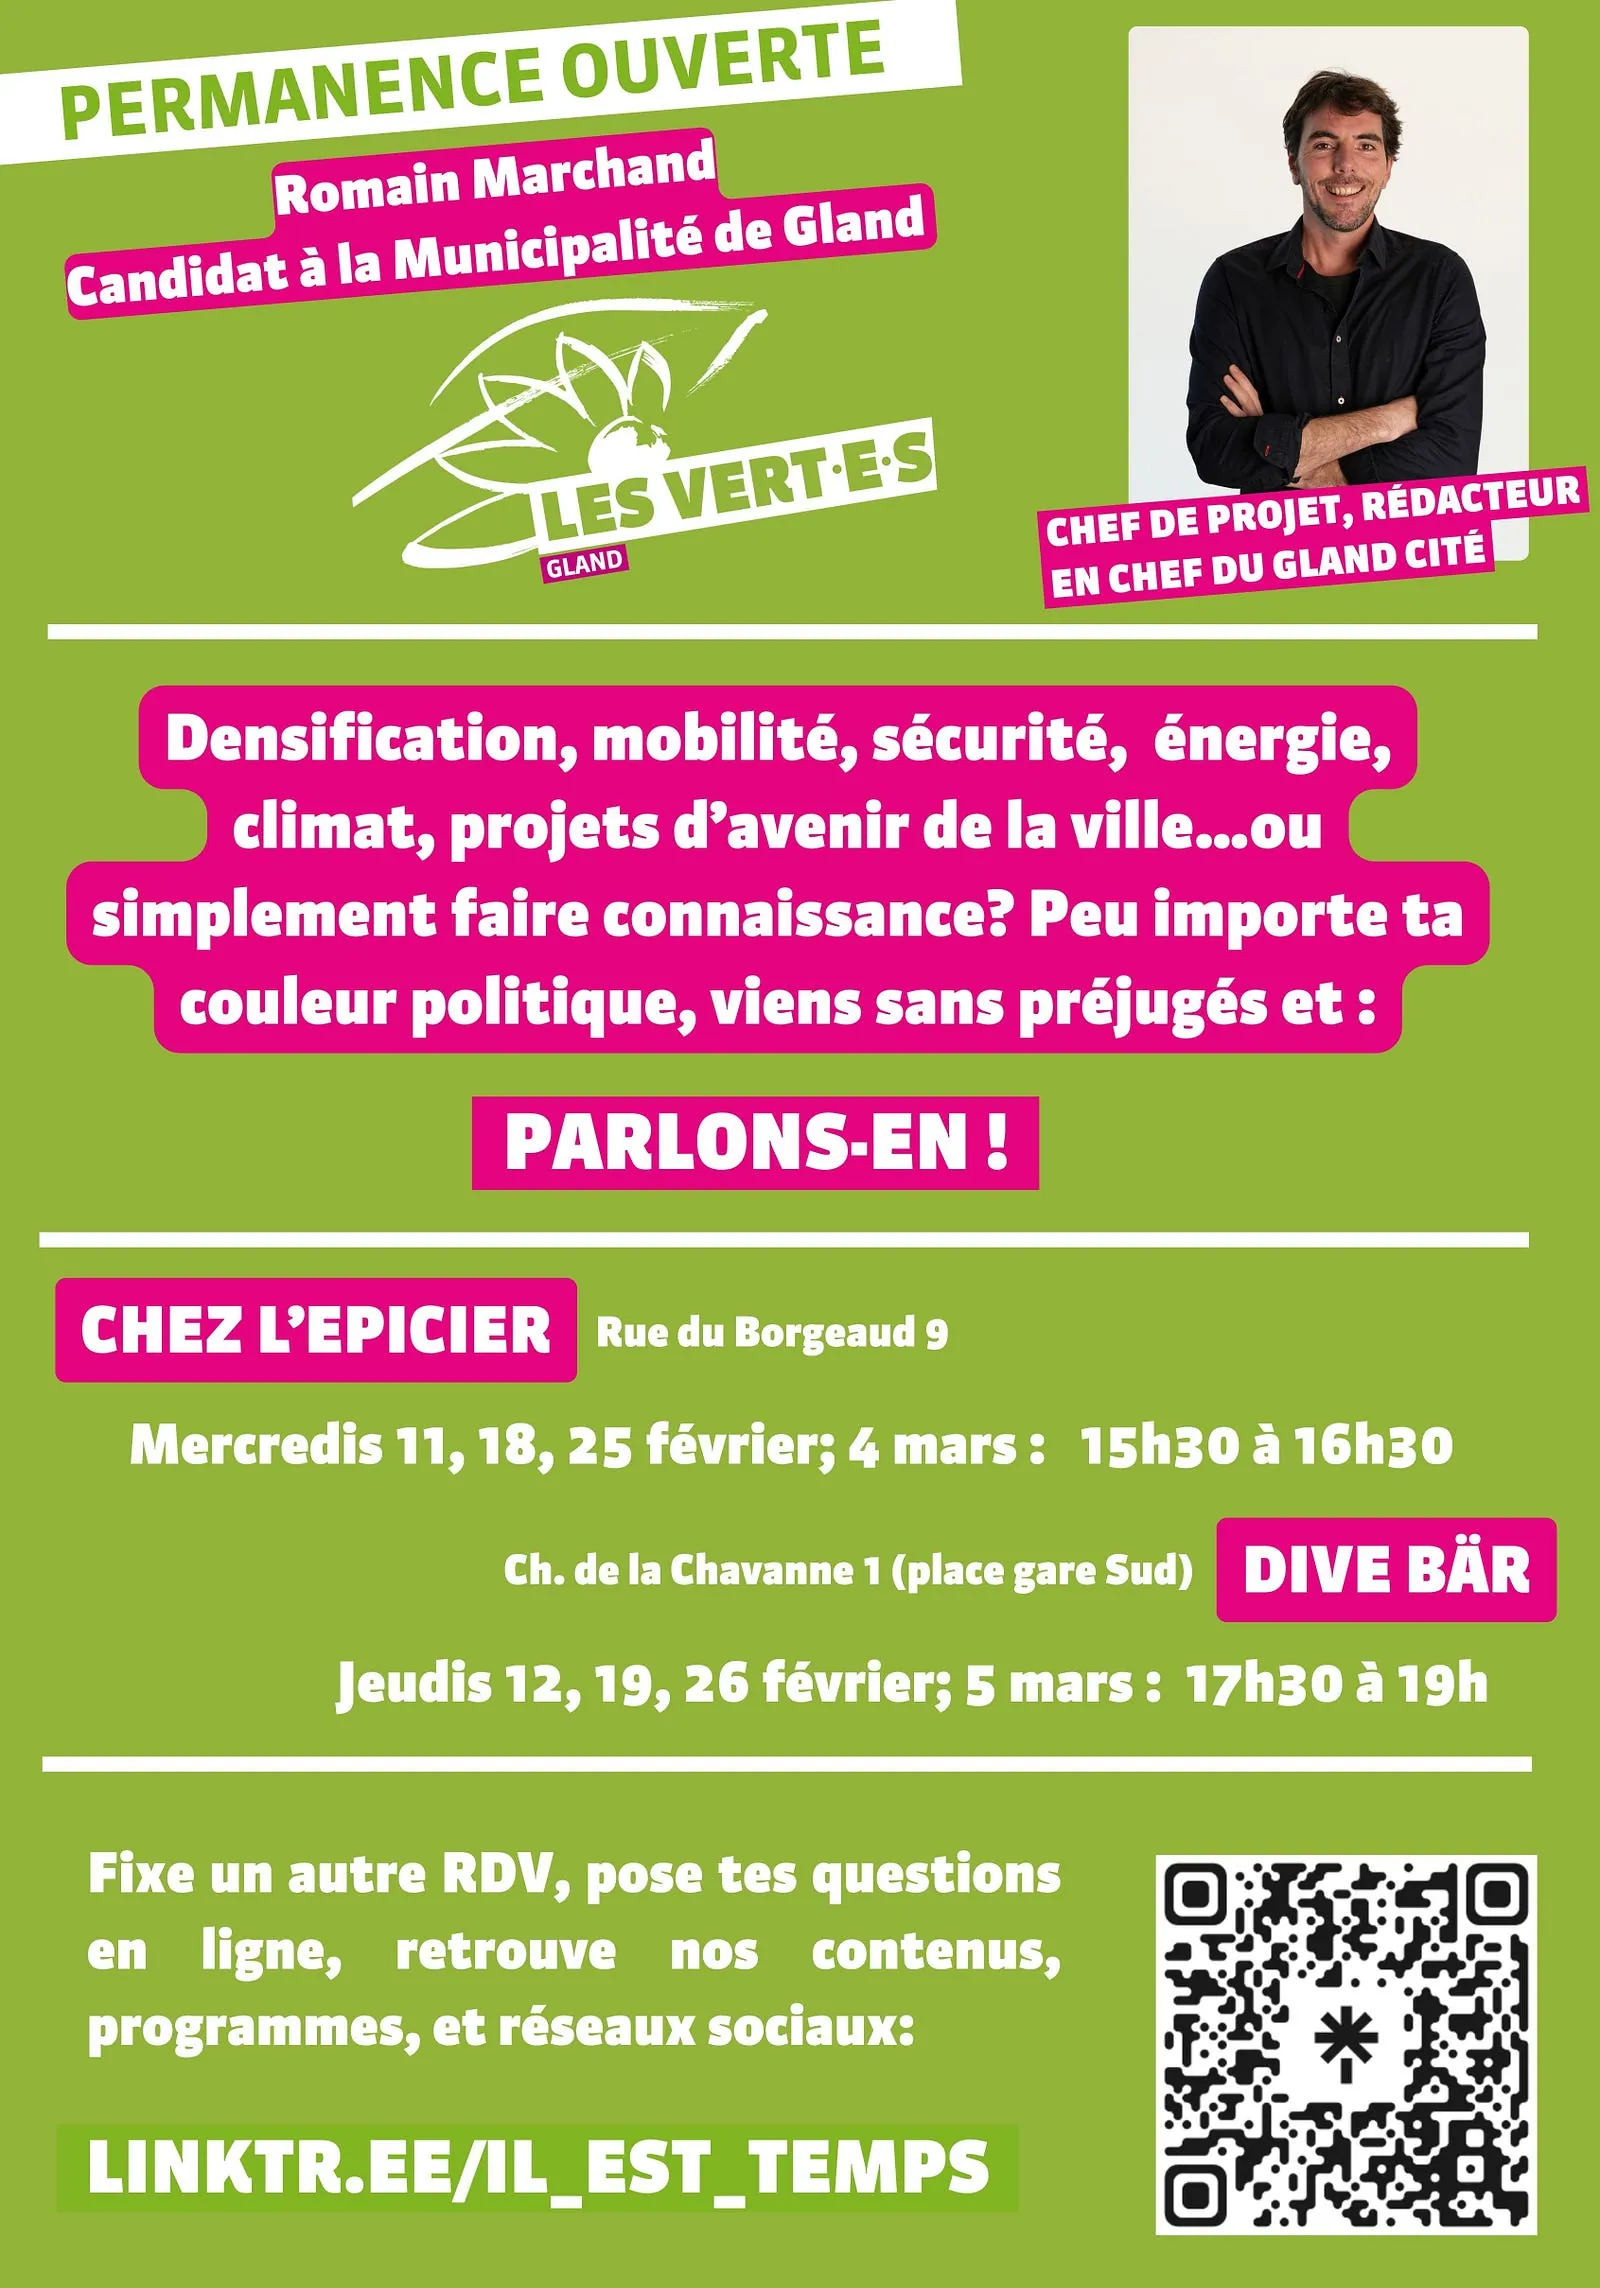 PERMANENCE OUVERTE
Romain Marchand
Candidat à la Municipalité de Gland
LES VERT·E·S
GLAND
CHEF DE PROJET, RÉDACTEUR
EN CHEF DU GLAND CITÉ
Densification, mobilité, sécurité, énergie,
climat, projets d’avenir de la ville...ou
simplement faire connaissance? Peu importe ta
couleur politique, viens sans préjugés et :
PARLONS-EN !
CHEZ L’EPICIER
Rue du Borgeaud 9
Mercredis 11, 18, 25 février; 4 mars : 15h30 à 16h30
Ch. de la Chavanne 1 (place gare Sud)
DIVE BÄR
Jeudis 12, 19, 26 février; 5 mars : 17h30 à 19h
Fixe un autre RDV, pose tes questions
en ligne, retrouve nos contenus,
programmes, et réseaux sociaux:
LINKTR.EE/IL_EST_TEMPS